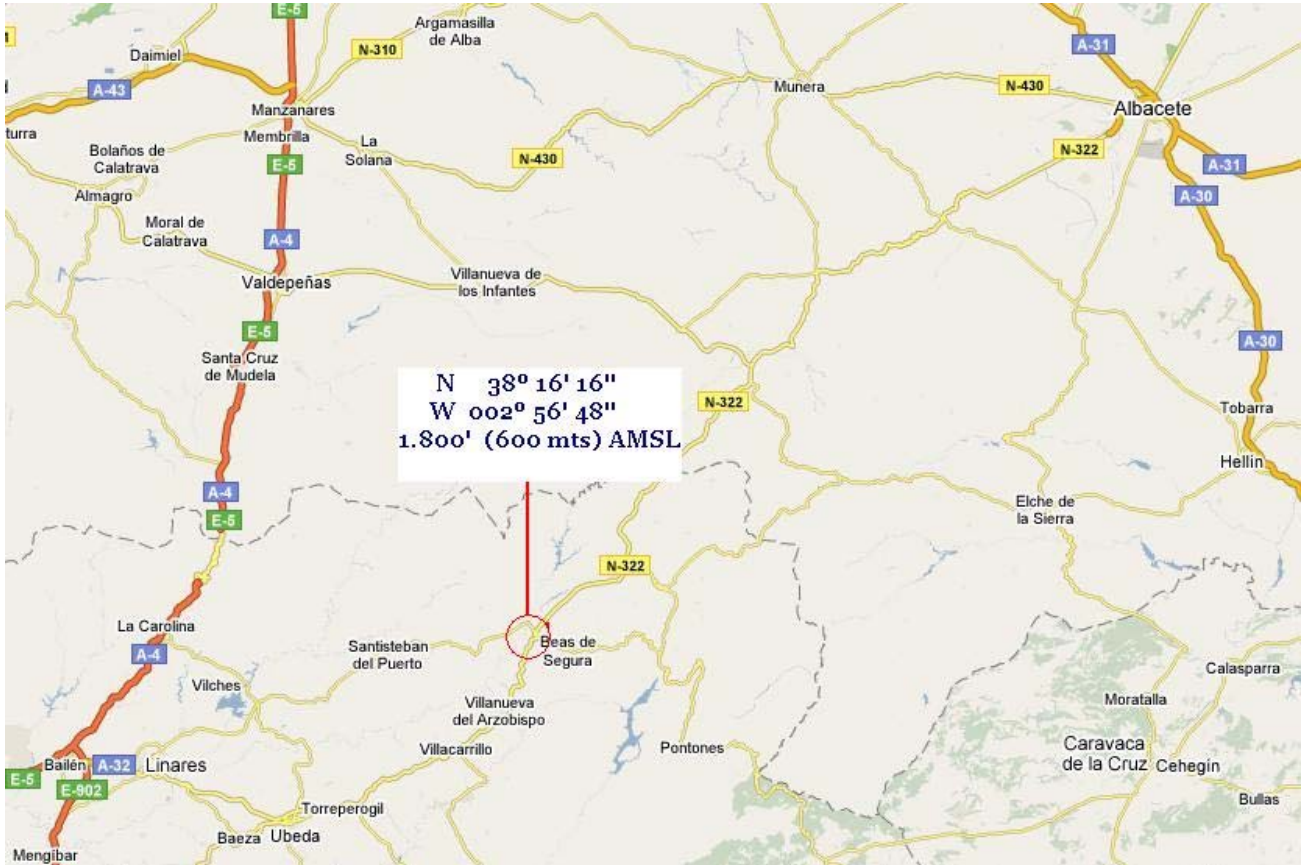 E-5
Argamasilla
de Alba
N-310
Daimiel
A-31
A-31
A-43
N-430
Munera
Albacete
Manzanares
turra
Membrilla
La
Solana
Bolaños de
Calatrava
E-5
N-430
N-322
A-31
A-30
Almagro
Moral de
Calatrava
A-4
Valdepeñas
Villanueva de
los Infantes
E-5
A-30
Santa Cruz
de Mudela
N 38º 16' 16"
W 002º 56' 48"
1.800' (600 mts) AMSL
N-322
Tobarra
Hellín
A-4
E-5
Elche de
la Sierra
N-322
La Carolina
A-4
Santisteban
del Puerto
Beas de
Segura
Calasparra
Vilches
Villanueva
del Arzobispo
Moratalla
Villacarrillo
Pontones
Caravaca
de la Cruz
Cehegín
Bailén
A-32
Linares
E-5
E-902
Bullas
Torreperogil
Baeza
Ubeda
Mengíbar